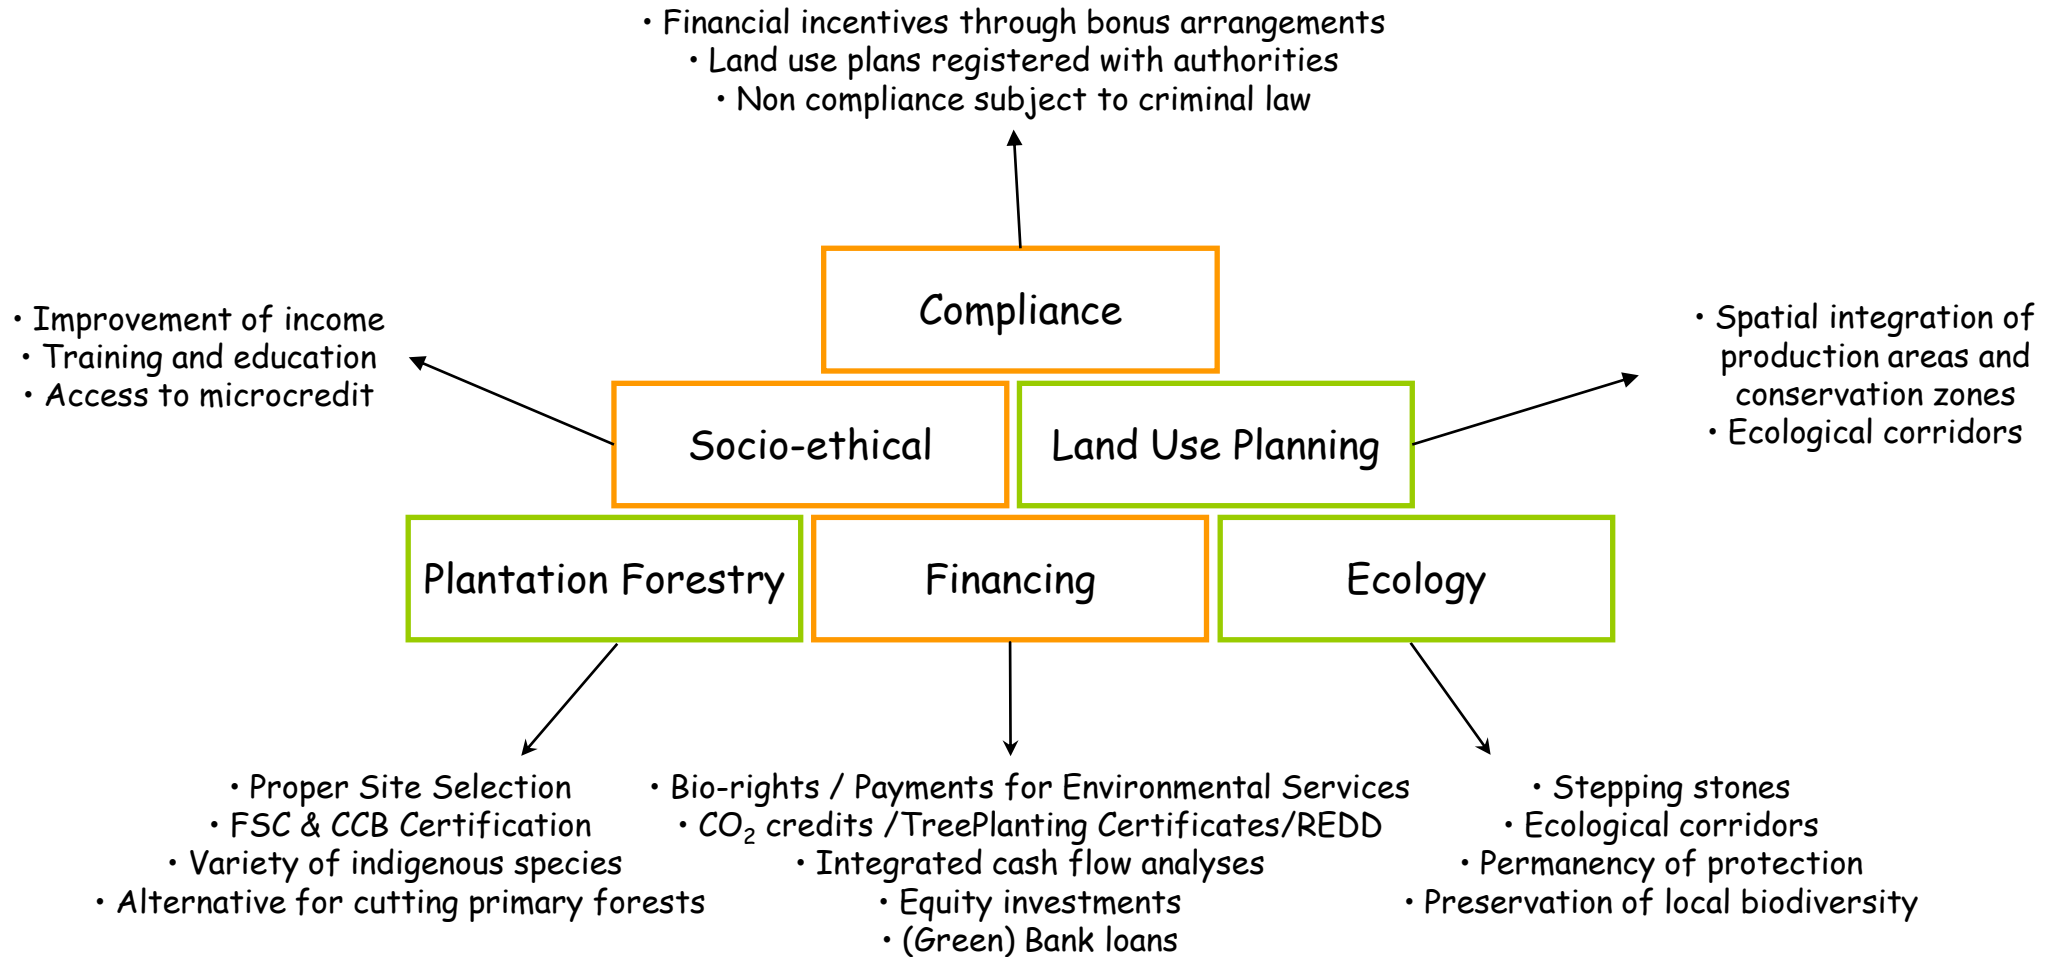 • Financial incentives through bonus arrangements
• Land use plans registered with authorities
• Non compliance subject to criminal law
Compliance
• Improvement of income
• Training and education
• Access to microcredit
• Spatial integration of
production areas and
conservation zones
• Ecological corridors
Socio-ethical
Land Use Planning
Plantation Forestry
Financing
Ecology
• Proper Site Selection
• FSC & CCB Certification
• Variety of indigenous species
• Alternative for cutting primary forests
• Bio-rights / Payments for Environmental Services
• CO₂ credits /TreePlanting Certificates/REDD
• Integrated cash flow analyses
• Equity investments
• (Green) Bank loans
• Stepping stones
• Ecological corridors
• Permanency of protection
• Preservation of local biodiversity